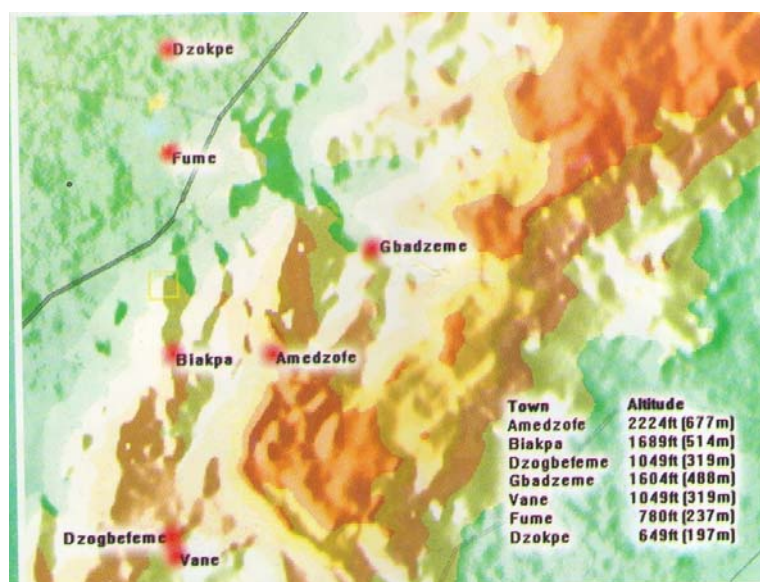 Dzokpe
Fume
Gbadzeme
Biakpa
Amedzofe
Dzogbefeme
Vane
Town Altitude
Amedzofe 2224ft (677m)
Biakpa 1689ft (514m)
Dzogbefeme 1049ft (319m)
Gbadzeme 1604ft (488m)
Vane 1049ft (319m)
Fume 780ft (237m)
Dzokpe 649ft (197m)